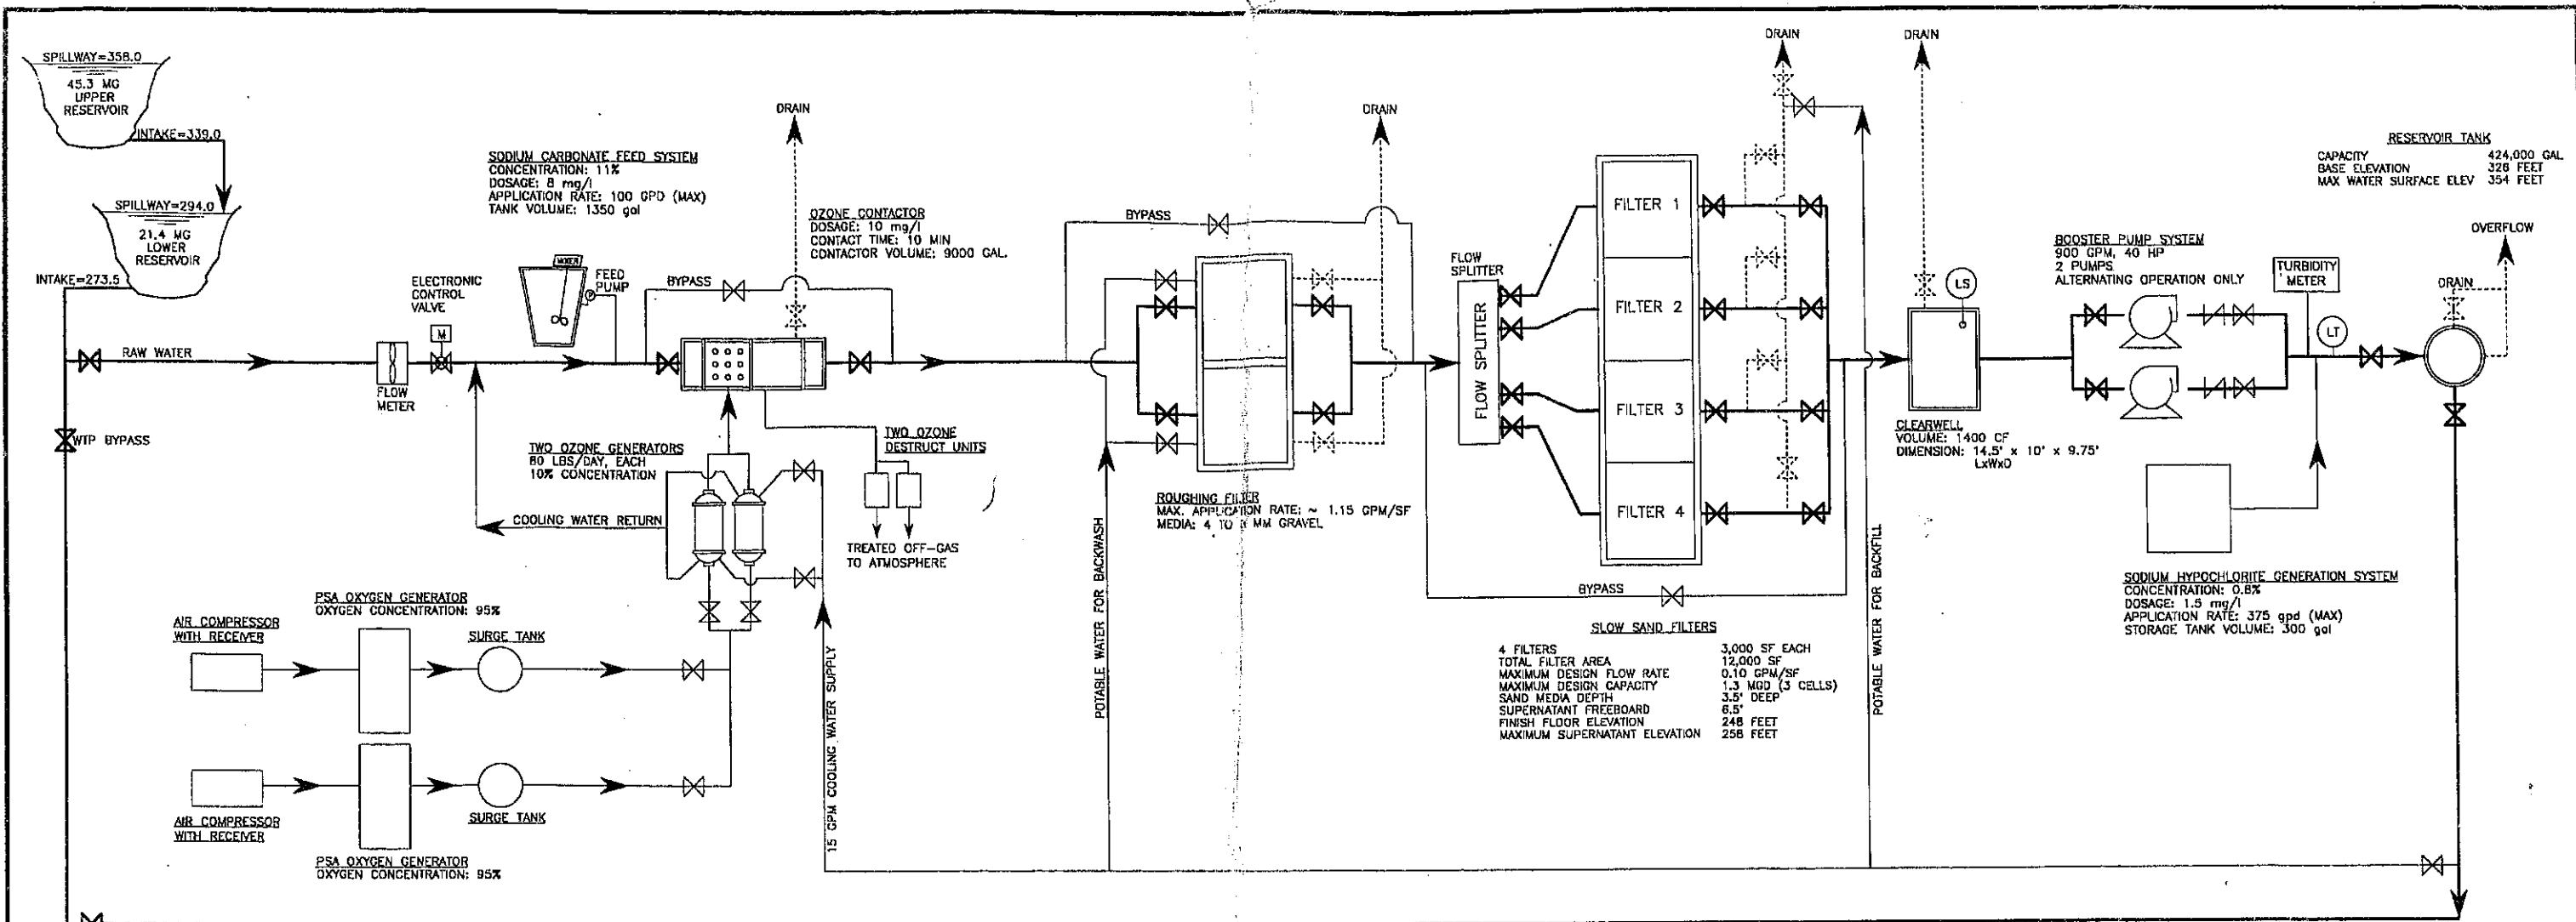 SPILLWAY=358.0
45.3 MG
UPPER
RESERVOIR
INTAKE=339.0
SPILLWAY=294.0
21.4 MG
LOWER
RESERVOIR
INTAKE=273.5
RAW WATER
WTP BYPASS
FLOW
METER
ELECTRONIC
CONTROL
VALVE
M
SODIUM CARBONATE FEED SYSTEM
CONCENTRATION: 11%
DOSAGE: 8 mg/l
APPLICATION RATE: 100 GPD (MAX)
TANK VOLUME: 1350 gal
MIXER
FEED
PUMP
P
BYPASS
DRAIN
OZONE CONTACTOR
DOSAGE: 10 mg/l
CONTACT TIME: 10 MIN
CONTACTOR VOLUME: 9000 GAL.
TWO OZONE GENERATORS
80 LBS/DAY, EACH
10% CONCENTRATION
TWO OZONE
DESTRUCT UNITS
TREATED OFF-GAS
TO ATMOSPHERE
COOLING WATER RETURN
PSA OXYGEN GENERATOR
OXYGEN CONCENTRATION: 95%
AIR COMPRESSOR
WITH RECEIVER
SURGE TANK
AIR COMPRESSOR
WITH RECEIVER
SURGE TANK
PSA OXYGEN GENERATOR
OXYGEN CONCENTRATION: 95%
15 GPM COOLING WATER SUPPLY
BYPASS
DRAIN
POTABLE WATER FOR BACKWASH
ROUGHING FILTER
MAX. APPLICATION RATE: ~ 1.15 GPM/SF
MEDIA: 4 TO MM GRAVEL
FLOW
SPLITTER
FLOW SPLITTER
FILTER 1
FILTER 2
FILTER 3
FILTER 4
DRAIN
BYPASS
SLOW SAND FILTERS
4 FILTERS 3,000 SF EACH
TOTAL FILTER AREA 12,000 SF
MAXIMUM DESIGN FLOW RATE 0.10 GPM/SF
MAXIMUM DESIGN CAPACITY 1.3 MGD (3 CELLS)
SAND MEDIA DEPTH 3.5' DEEP
SUPERNATANT FREEBOARD 6.5'
FINISH FLOOR ELEVATION 248 FEET
MAXIMUM SUPERNATANT ELEVATION 258 FEET
POTABLE WATER FOR BACKFILL
DRAIN
LS
CLEARWELL
VOLUME: 1400 CF
DIMENSION: 14.5' x 10' x 9.75'
LxWxD
BOOSTER PUMP SYSTEM
900 GPM, 40 HP
2 PUMPS
ALTERNATING OPERATION ONLY
TURBIDITY
METER
LT
SODIUM HYPOCHLORITE GENERATION SYSTEM
CONCENTRATION: 0.8%
DOSAGE: 1.5 mg/l
APPLICATION RATE: 375 gpd (MAX)
STORAGE TANK VOLUME: 300 gal
RESERVOIR TANK
CAPACITY 424,000 GAL
BASE ELEVATION 326 FEET
MAX WATER SURFACE ELEV 354 FEET
OVERFLOW
DRAIN